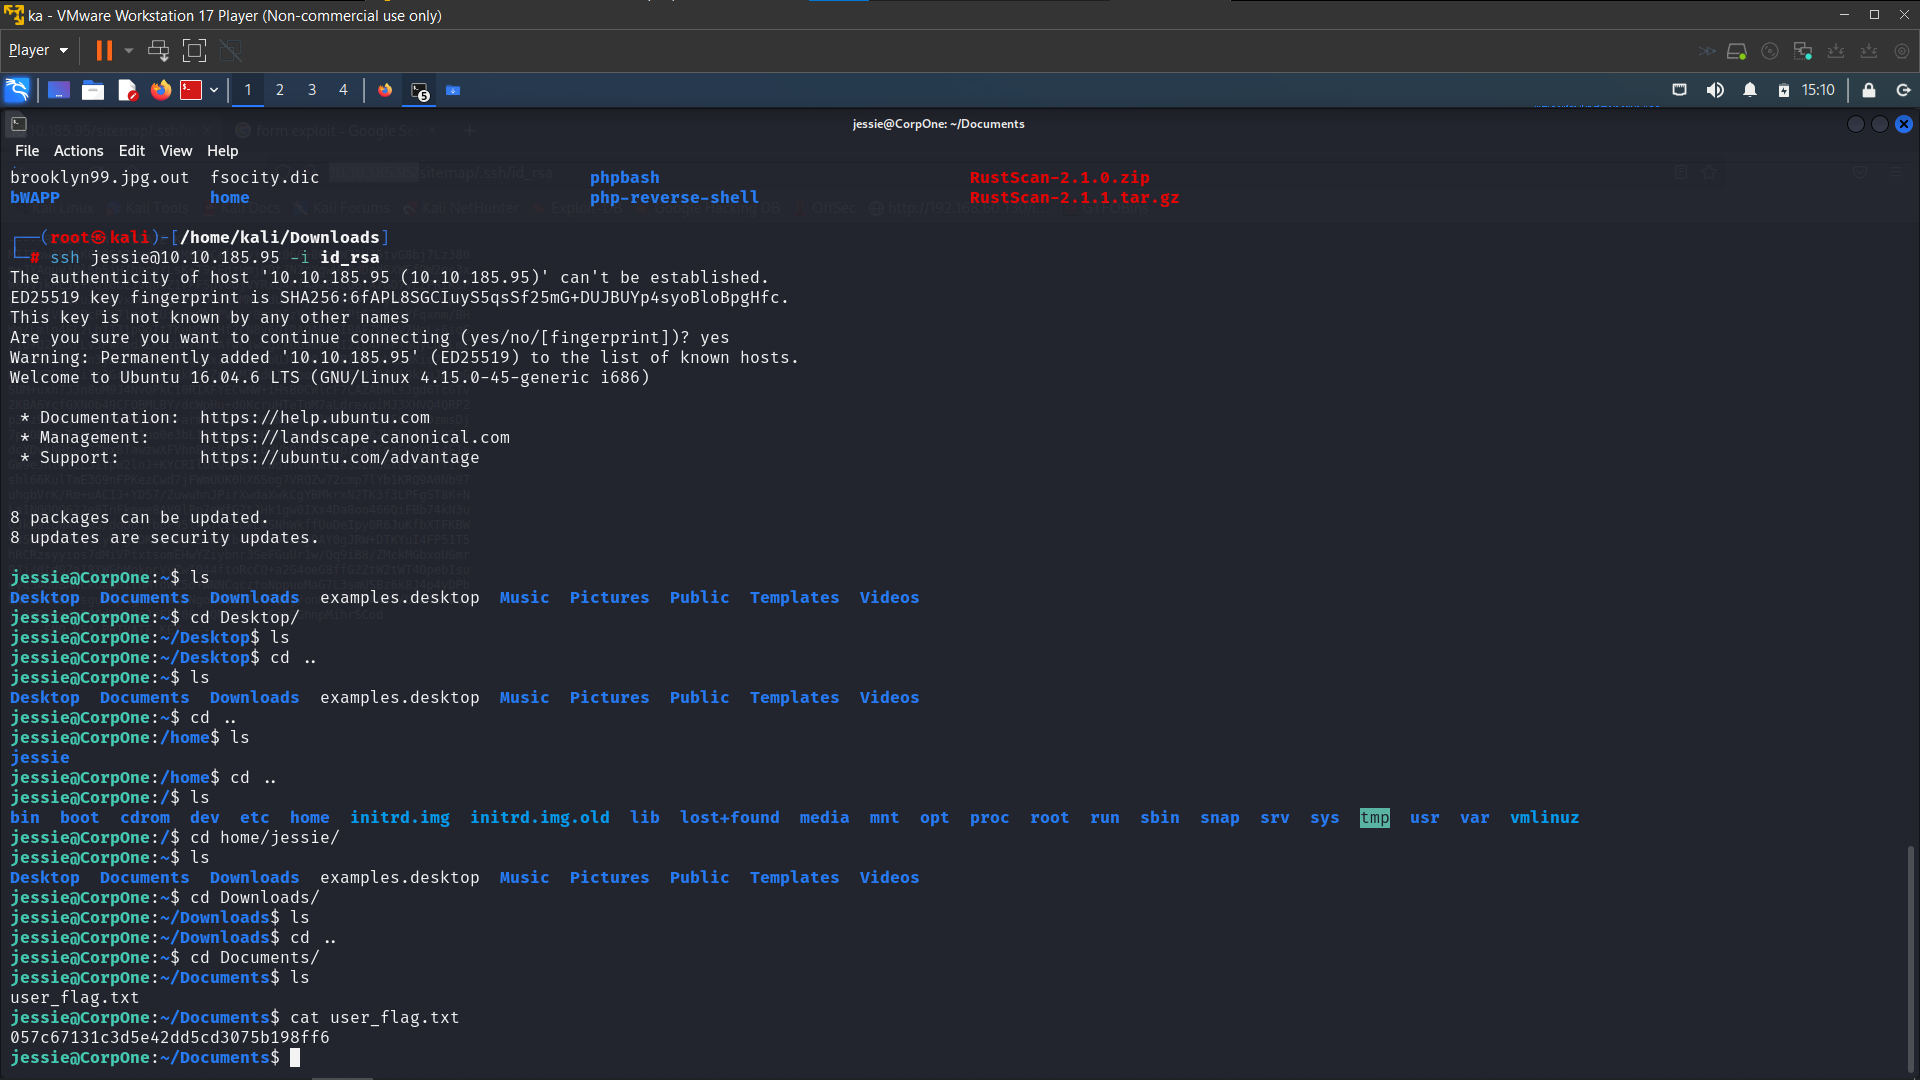 ka - VMware Workstation 17 Player (Non-commercial use only)
Player
1 2 3 4 5 15:10
jessie@CorpOne: ~/Documents
File Actions Edit View Help
brooklyn99.jpg.out fsocity.dic phpbash RustScan-2.1.0.zip
bWAPP home php-reverse-shell RustScan-2.1.1.tar.gz
┌──(root㉿kali)-[/home/kali/Downloads]
└─# ssh jessie@10.10.185.95 -i id_rsa
The authenticity of host '10.10.185.95 (10.10.185.95)' can't be established.
ED25519 key fingerprint is SHA256:6fAPL8SGCIuyS5qsSf25mG+DUJBUYp4syoBloBpgHfc.
This key is not known by any other names
Are you sure you want to continue connecting (yes/no/[fingerprint])? yes
Warning: Permanently added '10.10.185.95' (ED25519) to the list of known hosts.
Welcome to Ubuntu 16.04.6 LTS (GNU/Linux 4.15.0-45-generic i686)
* Documentation: https://help.ubuntu.com
* Management: https://landscape.canonical.com
* Support: https://ubuntu.com/advantage
8 packages can be updated.
8 updates are security updates.
jessie@CorpOne:~$ ls
Desktop Documents Downloads examples.desktop Music Pictures Public Templates Videos
jessie@CorpOne:~$ cd Desktop/
jessie@CorpOne:~/Desktop$ ls
jessie@CorpOne:~/Desktop$ cd ..
jessie@CorpOne:~$ ls
Desktop Documents Downloads examples.desktop Music Pictures Public Templates Videos
jessie@CorpOne:~$ cd ..
jessie@CorpOne:/home$ ls
jessie
jessie@CorpOne:/home$ cd ..
jessie@CorpOne:/$ ls
bin boot cdrom dev etc home initrd.img initrd.img.old lib lost+found media mnt opt proc root run sbin snap srv sys tmp usr var vmlinuz
jessie@CorpOne:/$ cd home/jessie/
jessie@CorpOne:~$ ls
Desktop Documents Downloads examples.desktop Music Pictures Public Templates Videos
jessie@CorpOne:~$ cd Downloads/
jessie@CorpOne:~/Downloads$ ls
jessie@CorpOne:~/Downloads$ cd ..
jessie@CorpOne:~$ cd Documents/
jessie@CorpOne:~/Documents$ ls
user_flag.txt
jessie@CorpOne:~/Documents$ cat user_flag.txt
057c67131c3d5e42dd5cd3075b198ff6
jessie@CorpOne:~/Documents$